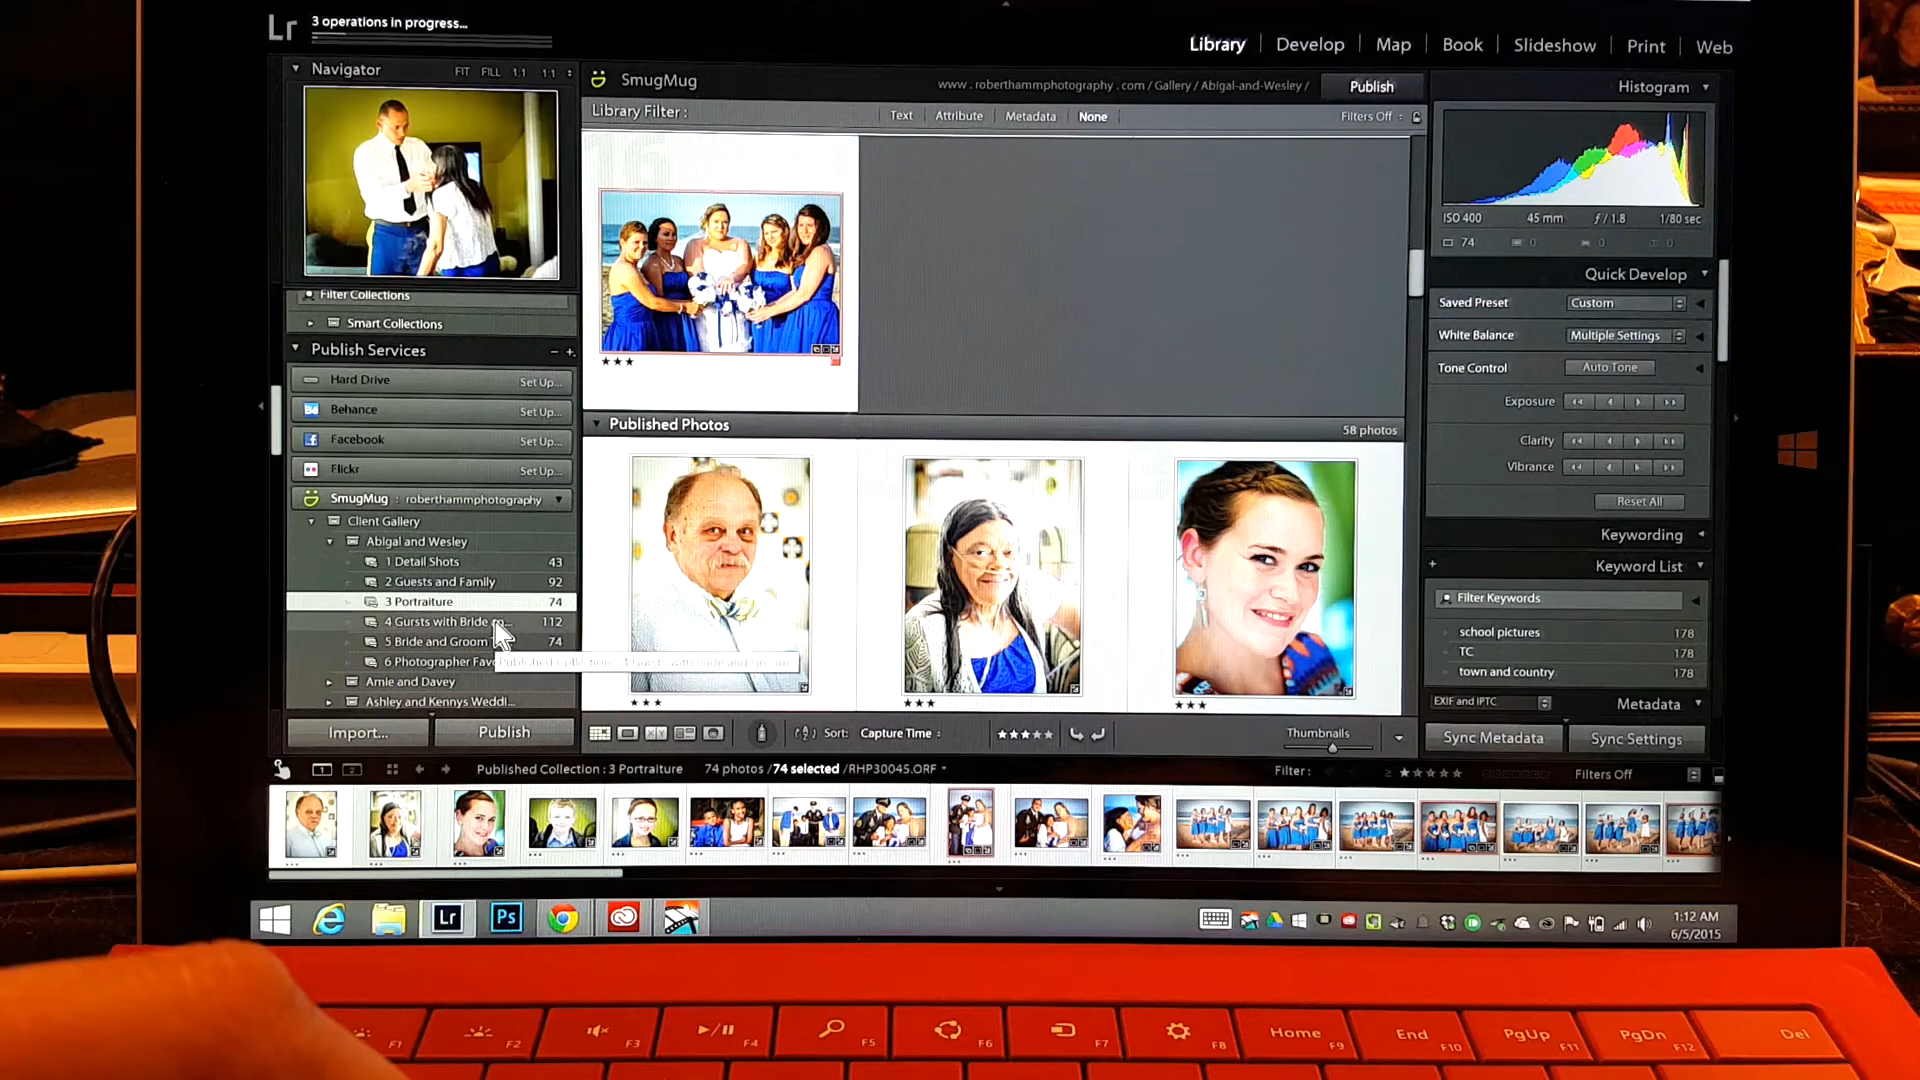 Lr
3 operations in progress...
Library | Develop | Map | Book | Slideshow | Print | Web
Navigator FIT FILL 1:1 1:1
SmugMug www . roberthammphotography . com / Gallery / Abigal-and-Wesley / Publish
Library Filter : Text Attribute Metadata None Filters Off
Histogram
ISO 400 45 mm f / 1.8 1/80 sec
74 0 0 0
Filter Collections
Smart Collections
Publish Services
Hard Drive Set Up...
Behance Set Up...
Facebook Set Up...
Flickr Set Up...
SmugMug : roberthammphotography
Client Gallery
Abigal and Wesley
1 Detail Shots 43
2 Guests and Family 92
3 Portraiture 74
4 Gursts with Bride 112
5 Bride and Groom 74
6 Photographer
Amie and Davey
Ashley and Kennys Weddi...
Import... Publish
Published Photos 58 photos
Quick Develop
Saved Preset Custom
White Balance Multiple Settings
Tone Control Auto Tone
Exposure
Clarity
Vibrance
Reset All
Keywording
Keyword List
Filter Keywords
school pictures 178
TC 178
town and country 178
EXIF and IPTC Metadata
Sync Metadata Sync Settings
Sort: Capture Time Thumbnails
1 2 Published Collection : 3 Portraiture 74 photos /74 selected /RHP30045.ORF Filter : Filters Off
Lr Ps
1:12 AM
6/5/2015
F1 F2 F3 F4 F5 F6 F7 F8 Home F9 End F10 PgUp F11 PgDn F12 Del